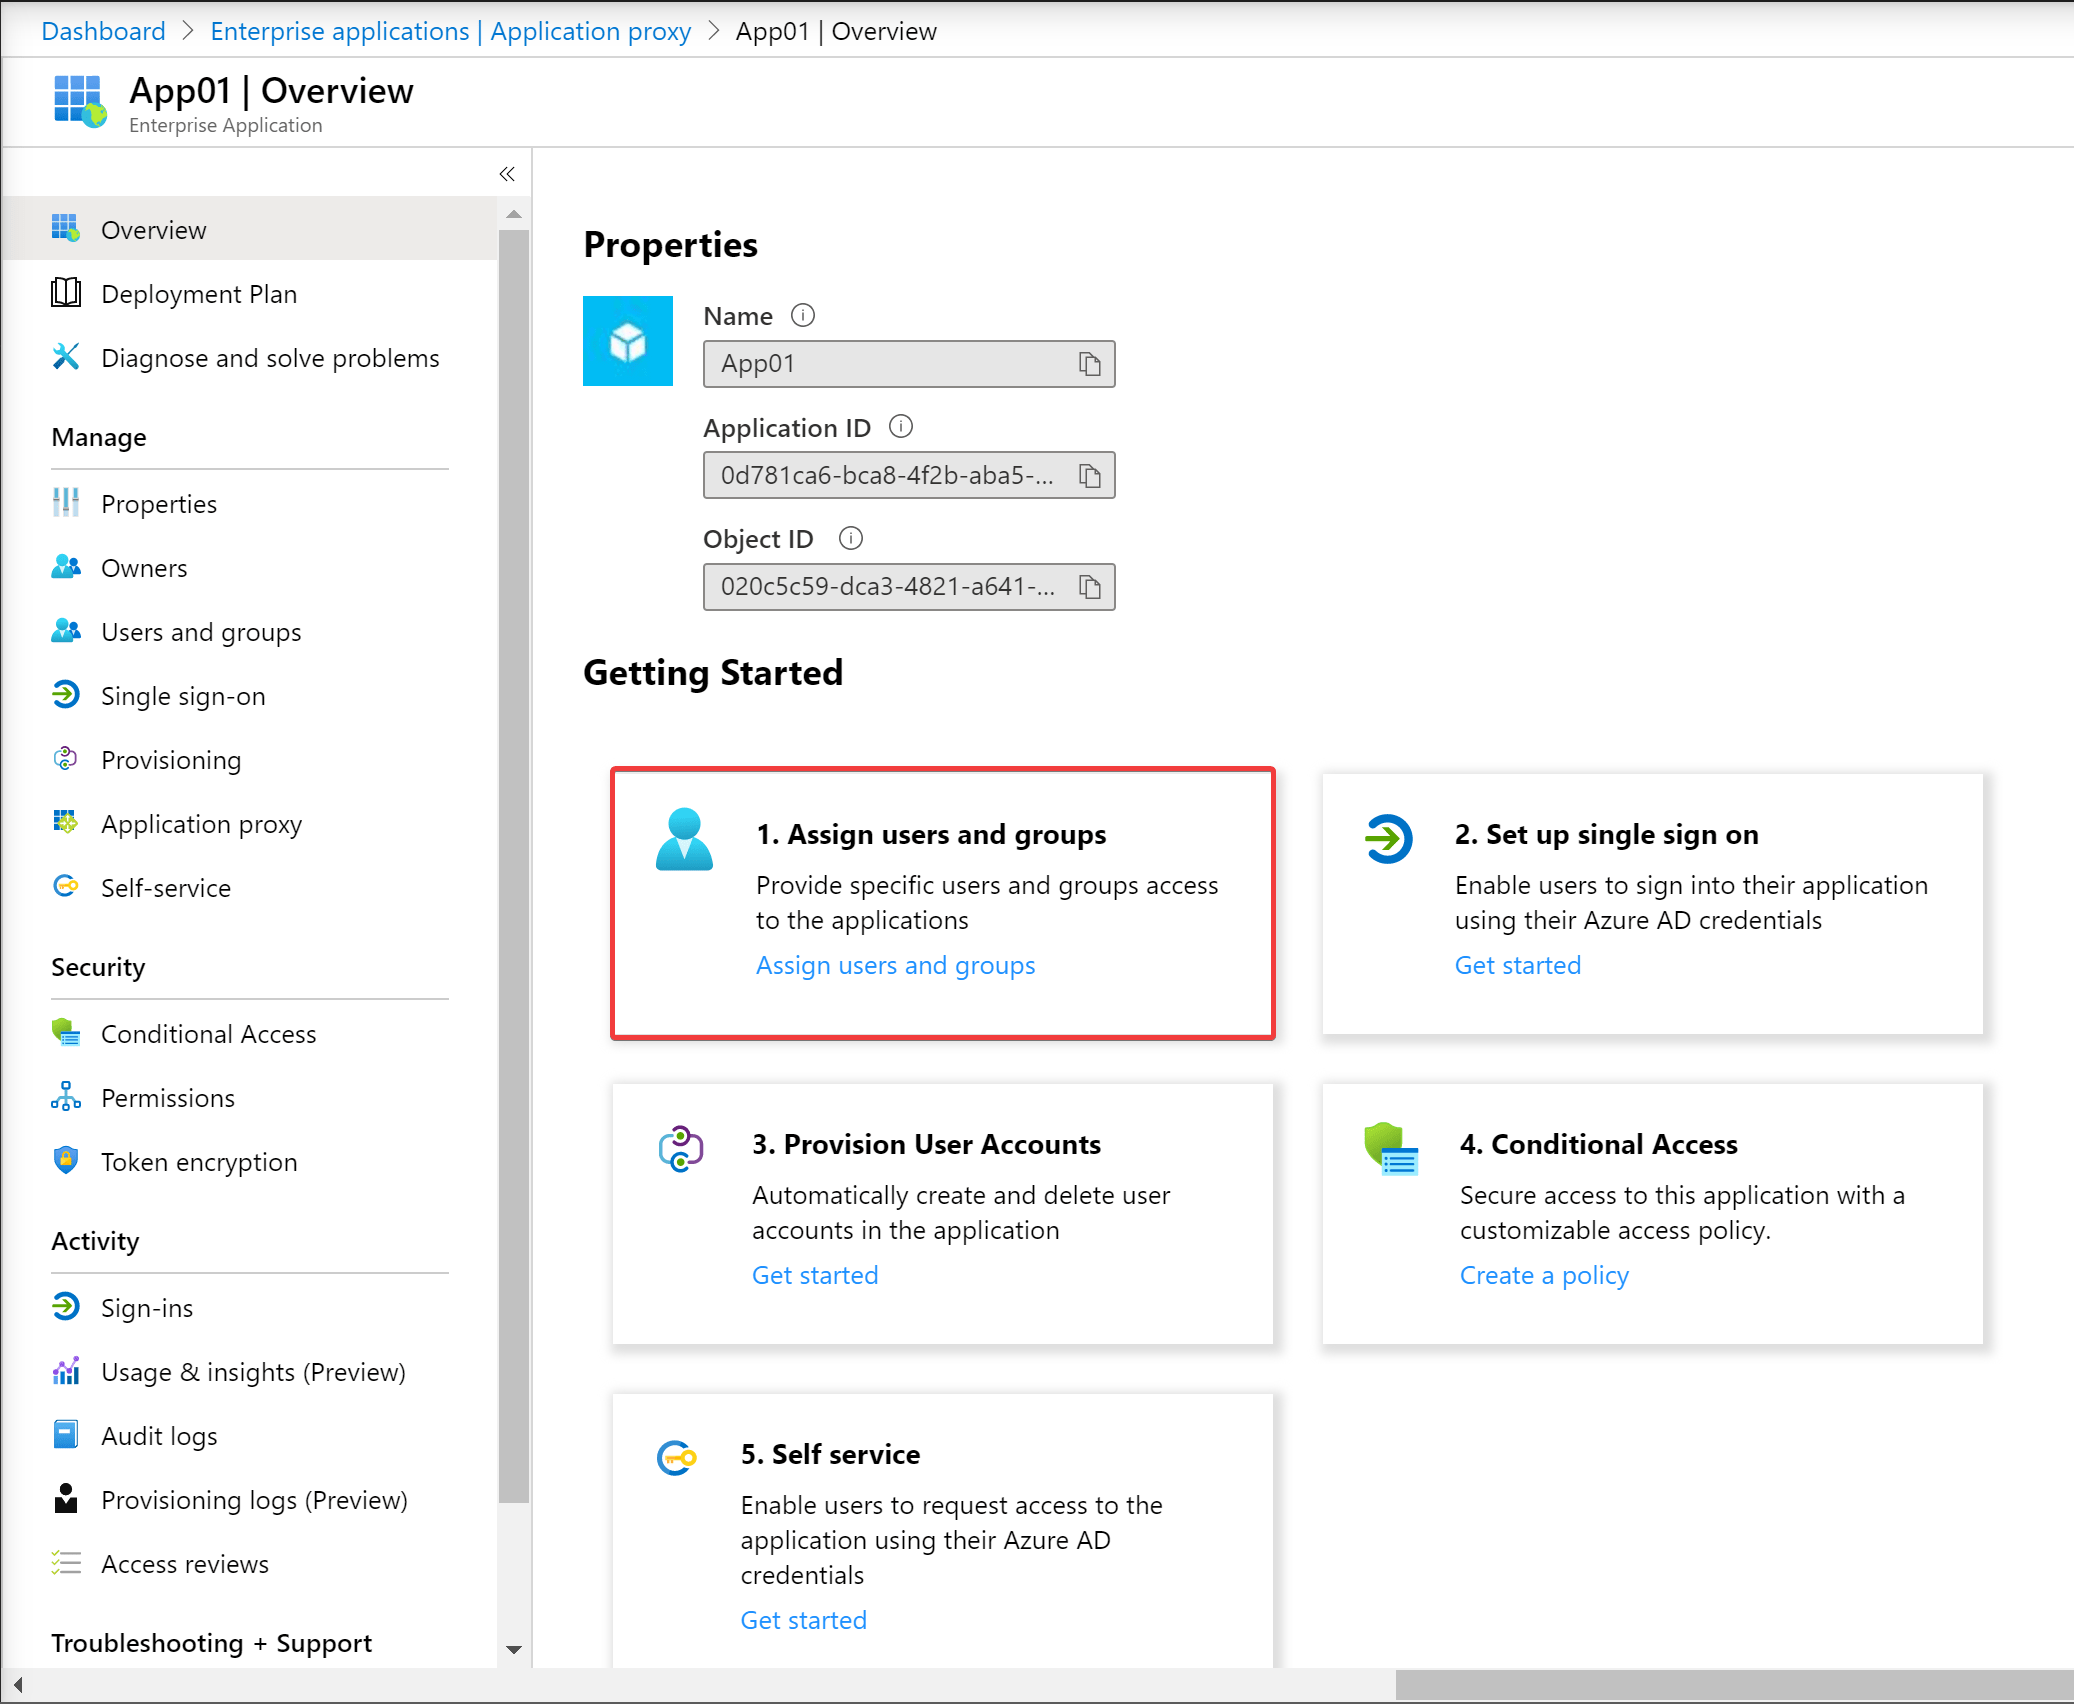 Dashboard > Enterprise applications | Application proxy > App01 | Overview
App01 | Overview
Enterprise Application
«
Overview
Deployment Plan
Diagnose and solve problems
Manage
Properties
Owners
Users and groups
Single sign-on
Provisioning
Application proxy
Self-service
Security
Conditional Access
Permissions
Token encryption
Activity
Sign-ins
Usage & insights (Preview)
Audit logs
Provisioning logs (Preview)
Access reviews
Troubleshooting + Support
Properties
Name
App01
Application ID
0d781ca6-bca8-4f2b-aba5-...
Object ID
020c5c59-dca3-4821-a641-...
Getting Started
1. Assign users and groups
Provide specific users and groups access
to the applications
Assign users and groups
2. Set up single sign on
Enable users to sign into their application
using their Azure AD credentials
Get started
3. Provision User Accounts
Automatically create and delete user
accounts in the application
Get started
4. Conditional Access
Secure access to this application with a
customizable access policy.
Create a policy
5. Self service
Enable users to request access to the
application using their Azure AD
credentials
Get started